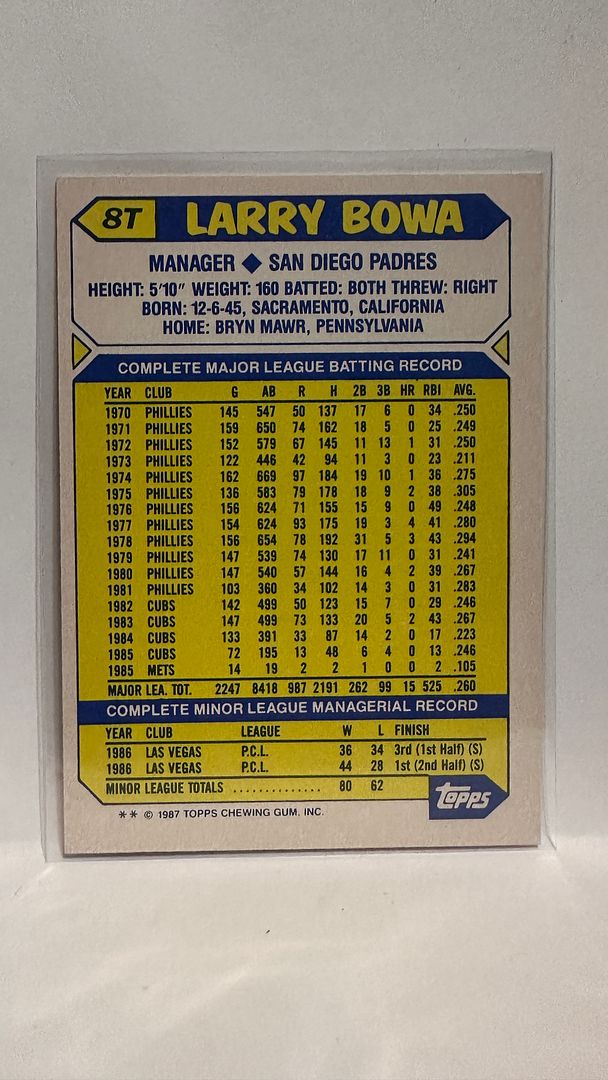 8T LARRY BOWA
MANAGER ◆ SAN DIEGO PADRES
HEIGHT: 5'10" WEIGHT: 160 BATTED: BOTH THREW: RIGHT
BORN: 12-6-45, SACRAMENTO, CALIFORNIA
HOME: BRYN MAWR, PENNSYLVANIA
COMPLETE MAJOR LEAGUE BATTING RECORD
YEAR CLUB G AB R H 2B 3B HR RBI AVG.
1970 PHILLIES 145 547 50 137 17 6 0 34 .250
1971 PHILLIES 159 650 74 162 18 5 0 25 .249
1972 PHILLIES 152 579 67 145 11 13 1 31 .250
1973 PHILLIES 122 446 42 94 11 3 0 23 .211
1974 PHILLIES 162 669 97 184 19 10 1 36 .275
1975 PHILLIES 136 583 79 178 18 9 2 38 .305
1976 PHILLIES 156 624 71 155 15 9 0 49 .248
1977 PHILLIES 154 624 93 175 19 3 4 41 .280
1978 PHILLIES 156 654 78 192 31 5 3 43 .294
1979 PHILLIES 147 539 74 130 17 11 0 31 .241
1980 PHILLIES 147 540 57 144 16 4 2 39 .267
1981 PHILLIES 103 360 34 102 14 3 0 31 .283
1982 CUBS 142 499 50 123 15 7 0 29 .246
1983 CUBS 147 499 73 133 20 5 2 43 .267
1984 CUBS 133 391 33 87 14 2 0 17 .223
1985 CUBS 72 195 13 48 6 4 0 13 .246
1985 METS 14 19 2 2 1 0 0 2 .105
MAJOR LEA. TOT. 2247 8418 987 2191 262 99 15 525 .260
COMPLETE MINOR LEAGUE MANAGERIAL RECORD
YEAR CLUB LEAGUE W L FINISH
1986 LAS VEGAS P.C.L. 36 34 3rd (1st Half) (S)
1986 LAS VEGAS P.C.L. 44 28 1st (2nd Half) (S)
MINOR LEAGUE TOTALS .............. 80 62
TOPPS
** © 1987 TOPPS CHEWING GUM, INC.